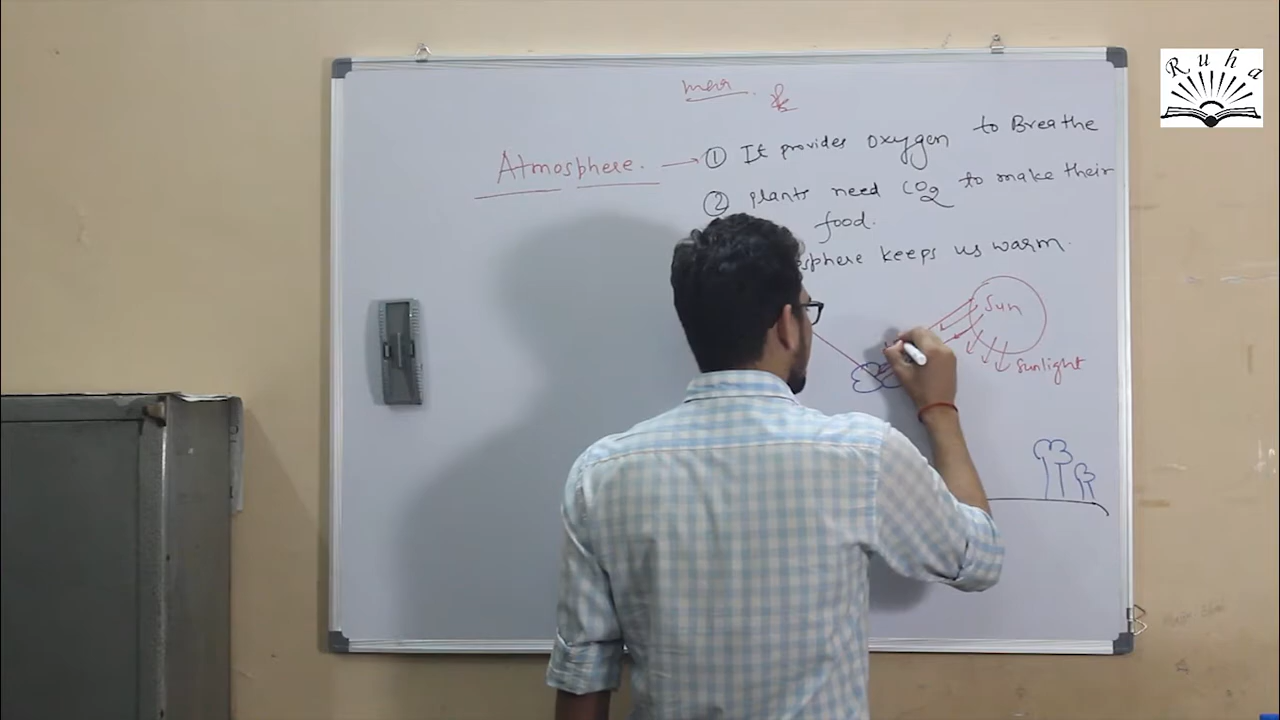 Ruha
Atmosphere. → ① It provides oxygen to Breathe
② plants need CO2 to make their
food.
sphere keeps us warm.
Sun
Sunlight